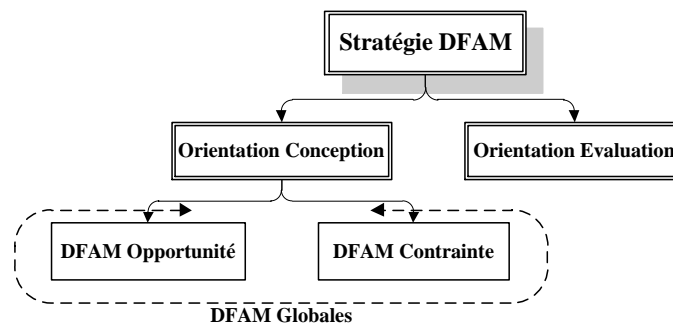 Stratégie DFAM
Orientation Conception
Orientation Evaluation
DFAM Opportunité
DFAM Contrainte
DFAM Globales